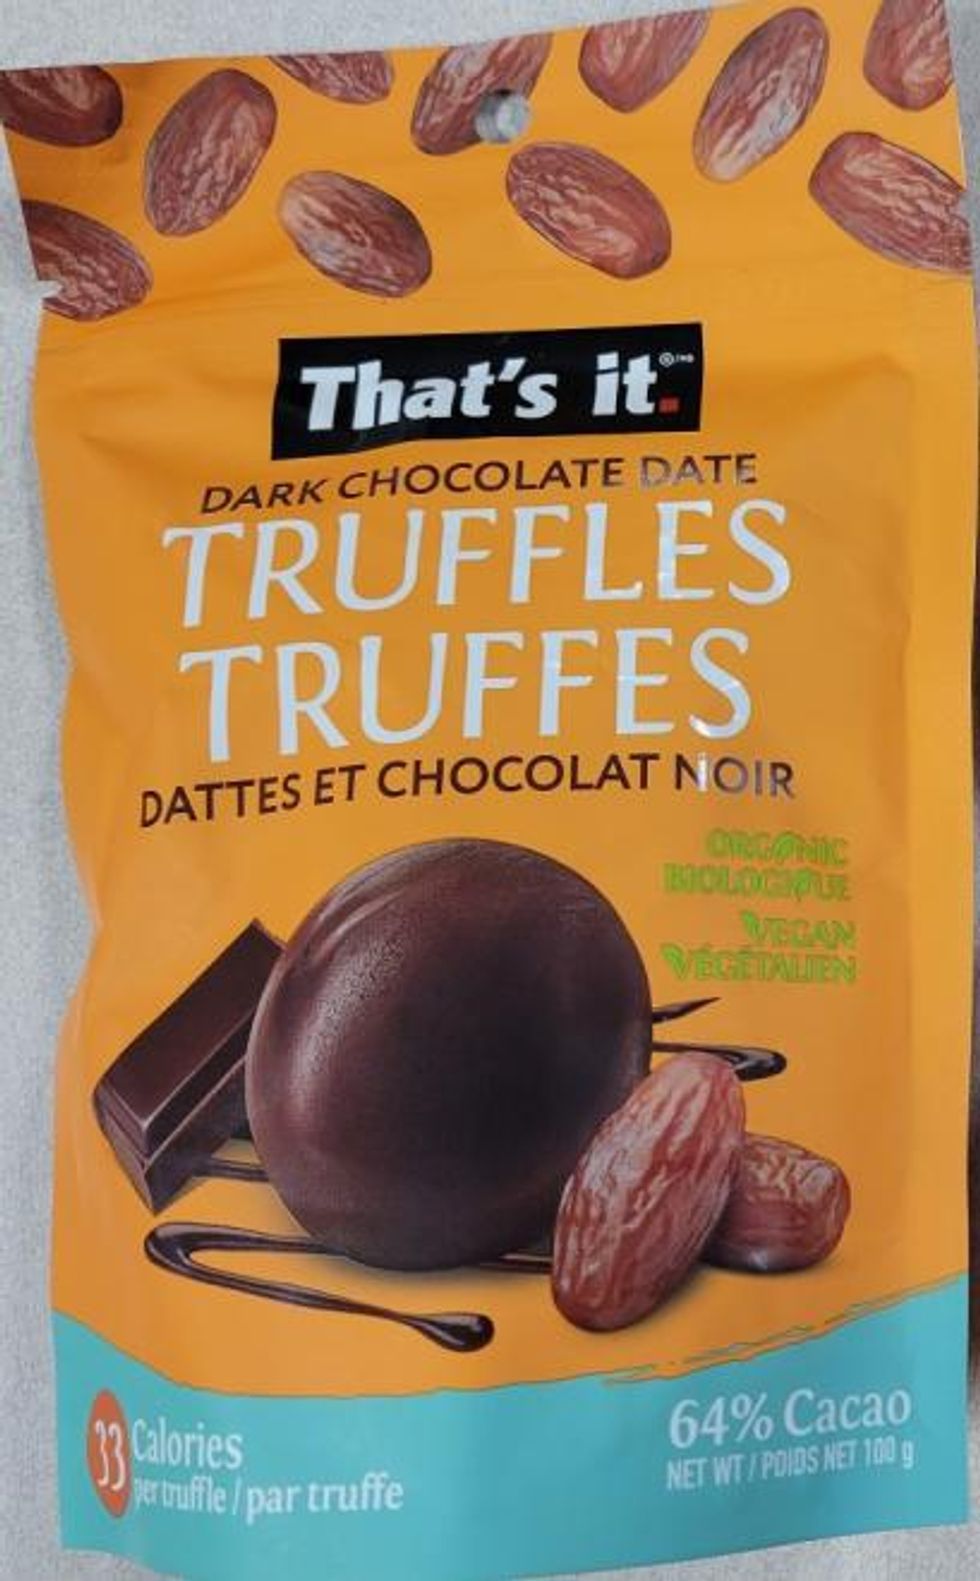 That's it.
DARK CHOCOLATE DATE
TRUFFLES
TRUFFES
DATTES ET CHOCOLAT NOIR
ORGANIC
BIOLOGIQUE
VEGAN
VÉGÉTALIEN
33 Calories
per truffle / par truffe
64% Cacao
NET WT / POIDS NET 100 g